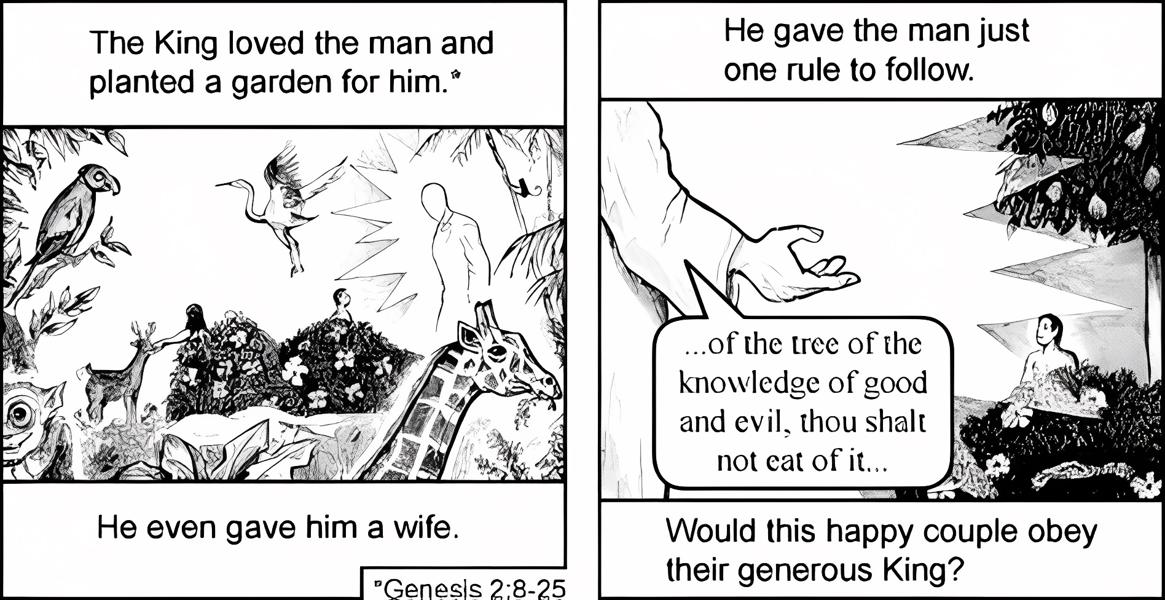 The King loved the man and
planted a garden for him.*
He even gave him a wife.
*Genesis 2:8-25
He gave the man just
one rule to follow.
...of the tree of the
knowledge of good
and evil, thou shalt
not eat of it...
Would this happy couple obey
their generous King?